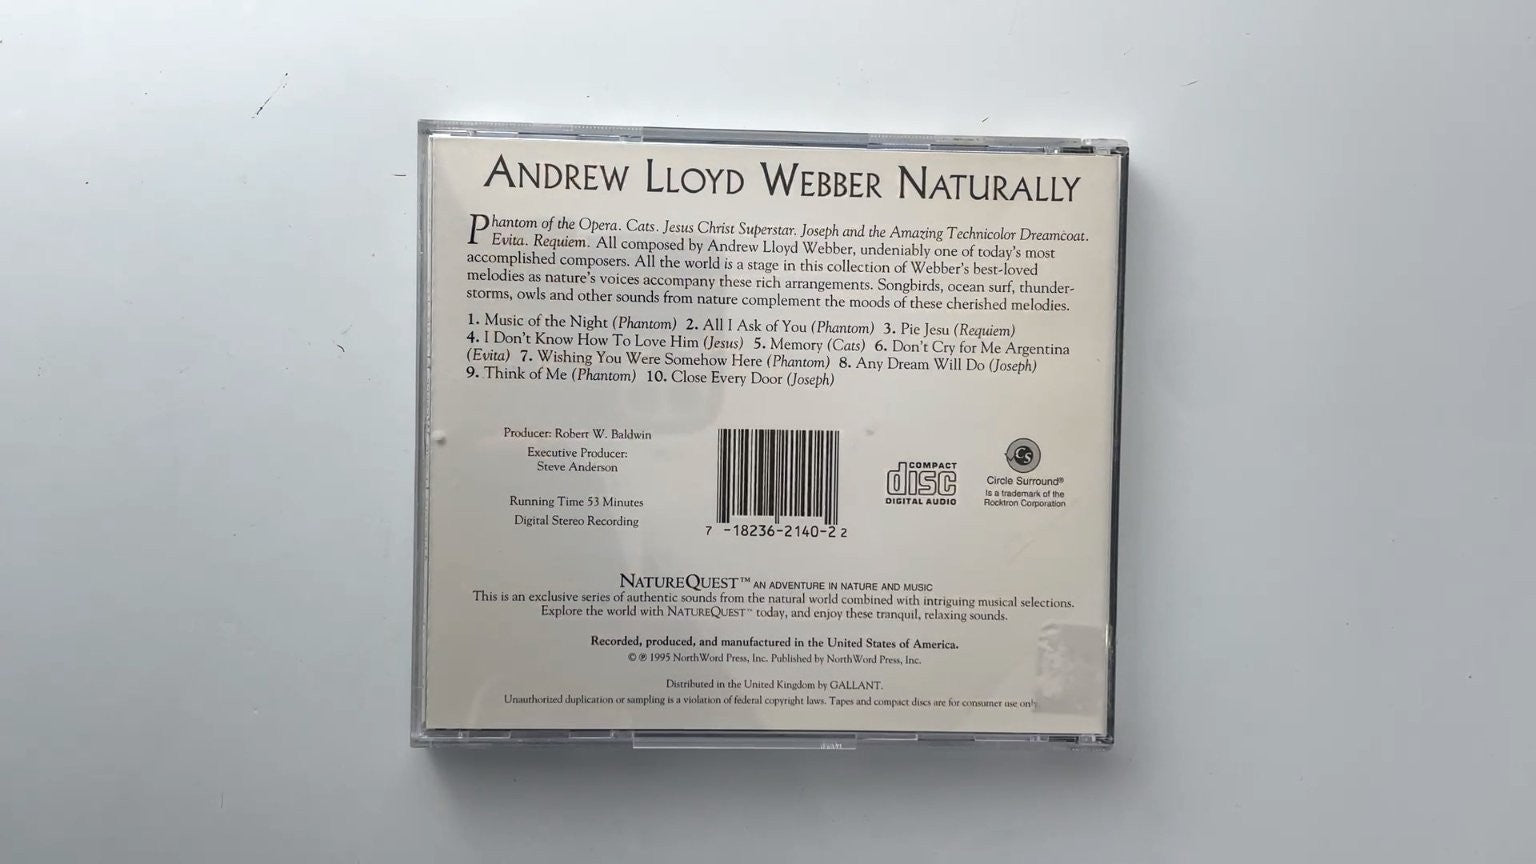 ANDREW LLOYD WEBBER NATURALLY
Phantom of the Opera. Cats. Jesus Christ Superstar. Joseph and the Amazing Technicolor Dreamcoat.
Evita. Requiem. All composed by Andrew Lloyd Webber, undeniably one of today's most
accomplished composers. All the world is a stage in this collection of Webber's best-loved
melodies as nature's voices accompany these rich arrangements. Songbirds, ocean surf, thunder-
storms, owls and other sounds from nature complement the moods of these cherished melodies.
1. Music of the Night (Phantom) 2. All I Ask of You (Phantom) 3. Pie Jesu (Requiem)
4. I Don't Know How To Love Him (Jesus) 5. Memory (Cats) 6. Don't Cry for Me Argentina
(Evita) 7. Wishing You Were Somehow Here (Phantom) 8. Any Dream Will Do (Joseph)
9. Think of Me (Phantom) 10. Close Every Door (Joseph)
Producer: Robert W. Baldwin
Executive Producer:
Steve Anderson
Running Time 53 Minutes
Digital Stereo Recording
7 -18236-2140-2 2
COMPACT
disc
DIGITAL AUDIO
CS
Circle Surround®
Is a trademark of the
Rocktron Corporation
NATUREQUEST™ AN ADVENTURE IN NATURE AND MUSIC
This is an exclusive series of authentic sounds from the natural world combined with intriguing musical selections.
Explore the world with NATUREQUEST™ today, and enjoy these tranquil, relaxing sounds.
Recorded, produced, and manufactured in the United States of America.
© ℗ 1995 NorthWord Press, Inc. Published by NorthWord Press, Inc.
Distributed in the United Kingdom by GALLANT.
Unauthorized duplication or sampling is a violation of federal copyright laws. Tapes and compact discs are for consumer use only.